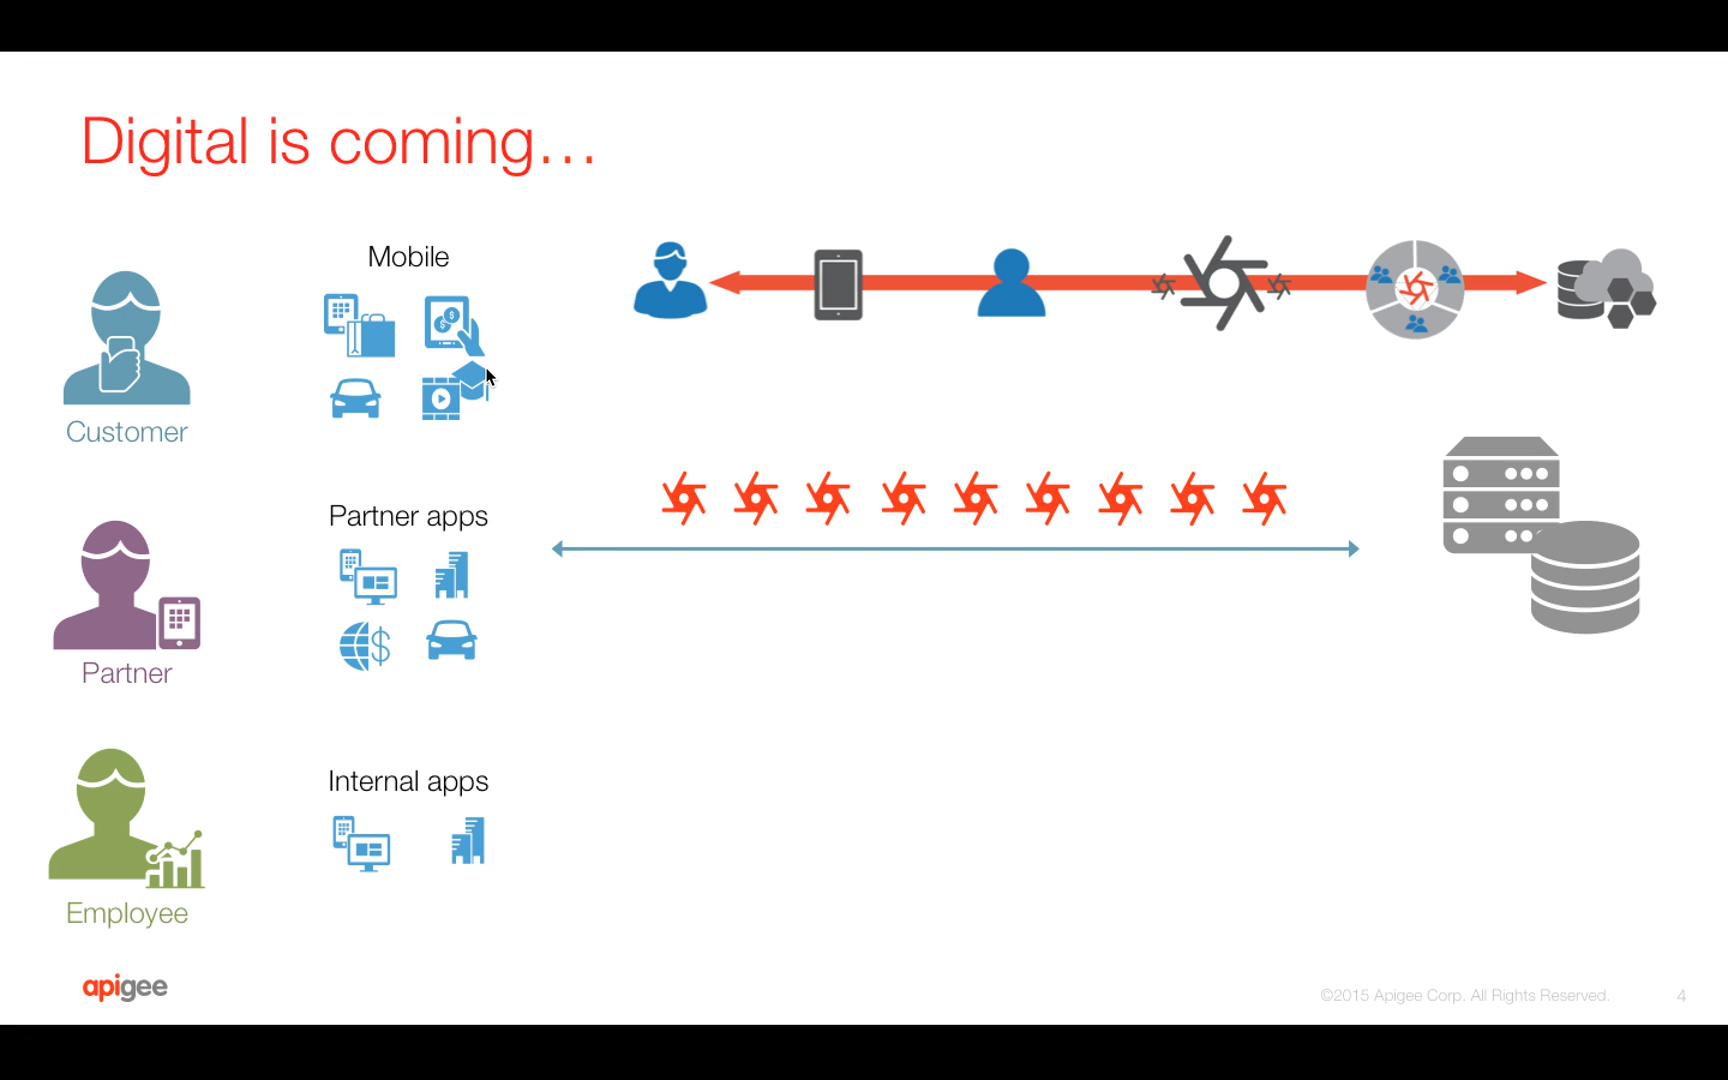 Digital is coming...
Mobile
Customer
Partner apps
Partner
Internal apps
Employee
apigee
©2015 Apigee Corp. All Rights Reserved.
4